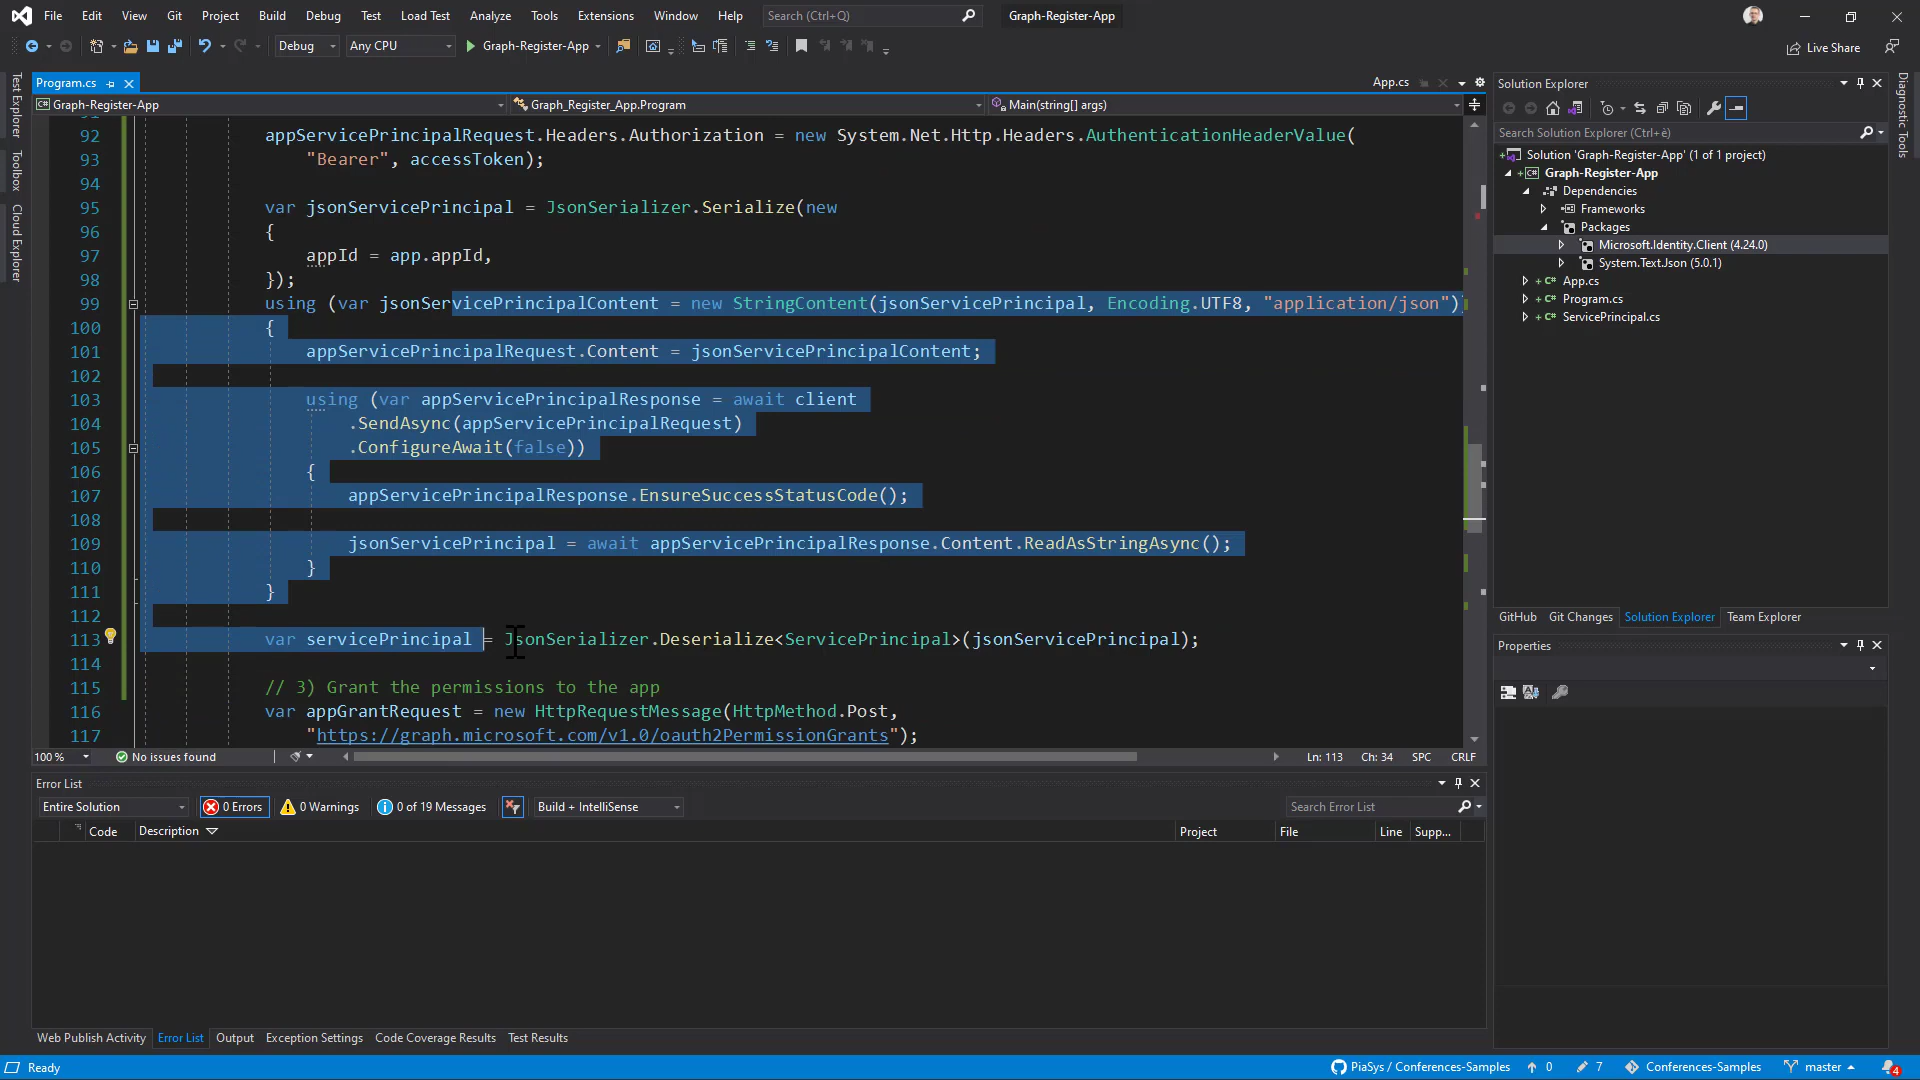 File Edit View Git Project Build Debug Test Load Test Analyze Tools Extensions Window Help Search (Ctrl+Q) Graph-Register-App
Debug Any CPU Graph-Register-App Live Share
Program.cs App.cs
Graph-Register-App Graph_Register_App.Program Main(string[] args)
92 appServicePrincipalRequest.Headers.Authorization = new System.Net.Http.Headers.AuthenticationHeaderValue(
93 "Bearer", accessToken);
94
95 var jsonServicePrincipal = JsonSerializer.Serialize(new
96 {
97 appId = app.appId,
98 });
99 using (var jsonServicePrincipalContent = new StringContent(jsonServicePrincipal, Encoding.UTF8, "application/json"))
100 {
101 appServicePrincipalRequest.Content = jsonServicePrincipalContent;
102
103 using (var appServicePrincipalResponse = await client
104 .SendAsync(appServicePrincipalRequest)
105 .ConfigureAwait(false))
106 {
107 appServicePrincipalResponse.EnsureSuccessStatusCode();
108
109 jsonServicePrincipal = await appServicePrincipalResponse.Content.ReadAsStringAsync();
110 }
111 }
112
113 var servicePrincipal = JsonSerializer.Deserialize<ServicePrincipal>(jsonServicePrincipal);
114
115 // 3) Grant the permissions to the app
116 var appGrantRequest = new HttpRequestMessage(HttpMethod.Post,
117 "https://graph.microsoft.com/v1.0/oauth2PermissionGrants");
100 % No issues found Ln: 113 Ch: 34 SPC CRLF
Error List
Entire Solution 0 Errors 0 Warnings 0 of 19 Messages Build + IntelliSense Search Error List
Code Description Project File Line Supp...
Web Publish Activity Error List Output Exception Settings Code Coverage Results Test Results
Ready PiaSys / Conferences-Samples 0 7 Conferences-Samples master 4
Test Explorer
Toolbox
Cloud Explorer
Solution Explorer
Search Solution Explorer (Ctrl+è)
Solution 'Graph-Register-App' (1 of 1 project)
Graph-Register-App
Dependencies
Frameworks
Packages
Microsoft.Identity.Client (4.24.0)
System.Text.Json (5.0.1)
App.cs
Program.cs
ServicePrincipal.cs
GitHub Git Changes Solution Explorer Team Explorer
Properties
Diagnostic Tools